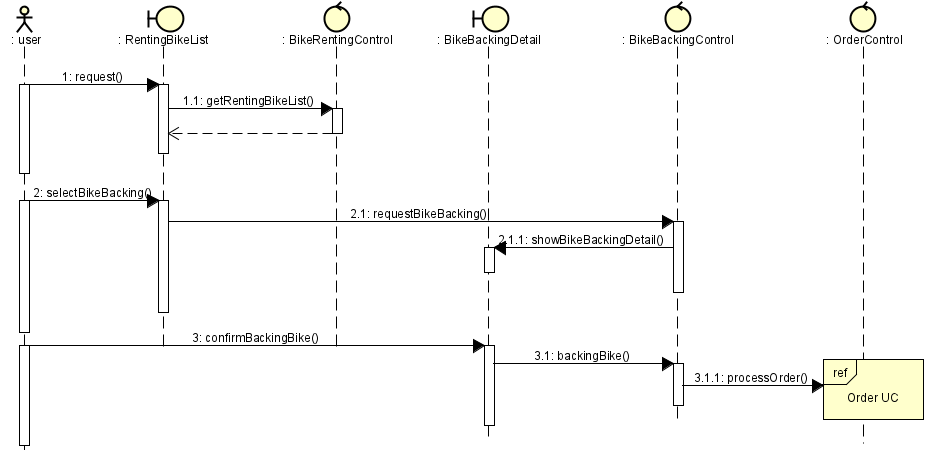 : user
: RentingBikeList
: BikeRentingControl
: BikeBackingDetail
: BikeBackingControl
: OrderControl
1: request()
1.1: getRentingBikeList()
2: selectBikeBacking()
2.1: requestBikeBacking()
2.1.1: showBikeBackingDetail()
3: confirmBackingBike()
3.1: backingBike()
3.1.1: processOrder()
ref
Order UC